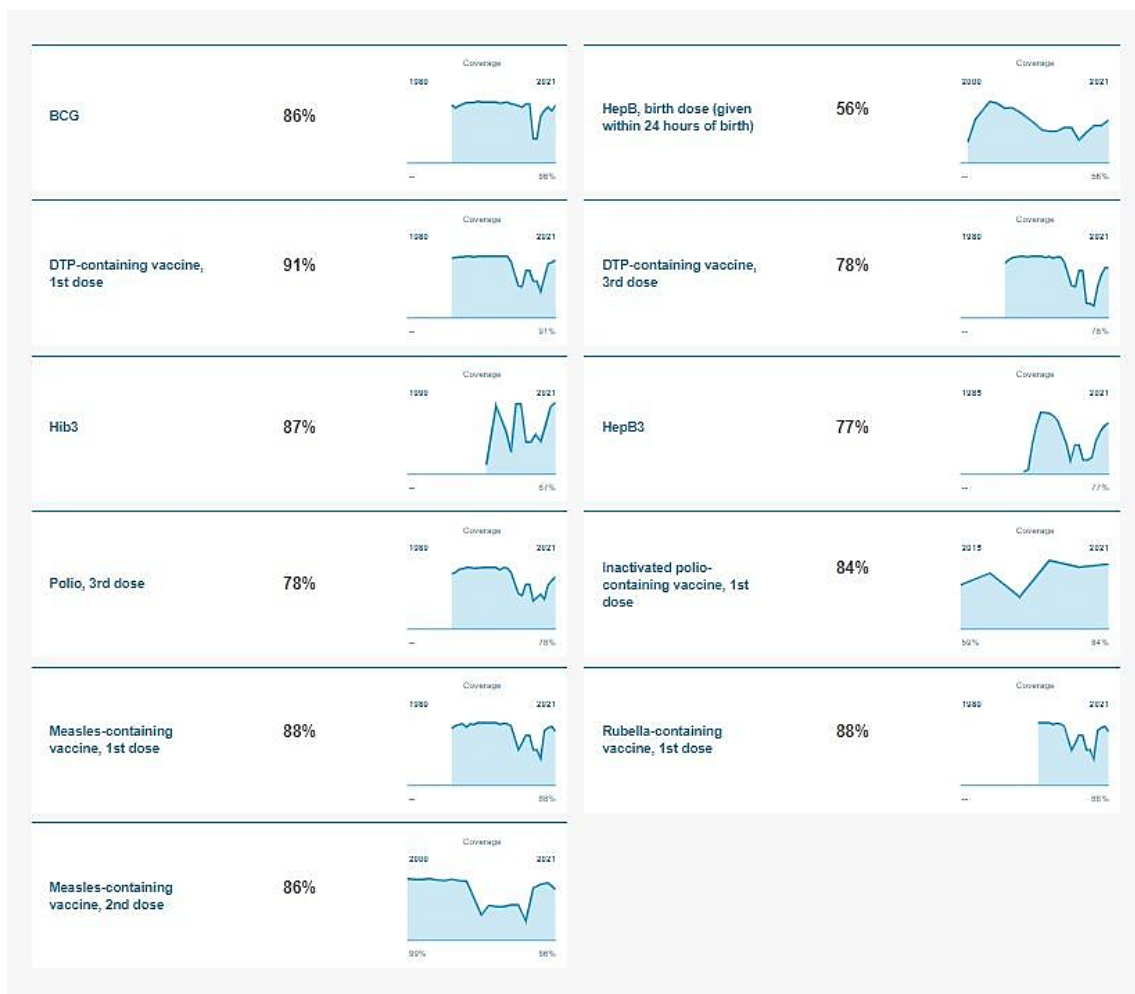 Coverage
1980 2021
BCG
86%
--
86%
Coverage
2000 2021
HepB, birth dose (given
within 24 hours of birth)
56%
--
56%
Coverage
1980 2021
DTP-containing vaccine,
1st dose
91%
--
91%
Coverage
1980 2021
DTP-containing vaccine,
3rd dose
78%
--
78%
Coverage
1990 2021
Hib3
87%
--
87%
Coverage
1985 2021
HepB3
77%
--
77%
Coverage
1980 2021
Polio, 3rd dose
78%
--
78%
Coverage
2015 2021
Inactivated polio-
containing vaccine, 1st
dose
84%
59%
84%
Coverage
1980 2021
Measles-containing
vaccine, 1st dose
88%
--
88%
Coverage
1980 2021
Rubella-containing
vaccine, 1st dose
88%
--
88%
Coverage
2000 2021
Measles-containing
vaccine, 2nd dose
86%
99%
86%